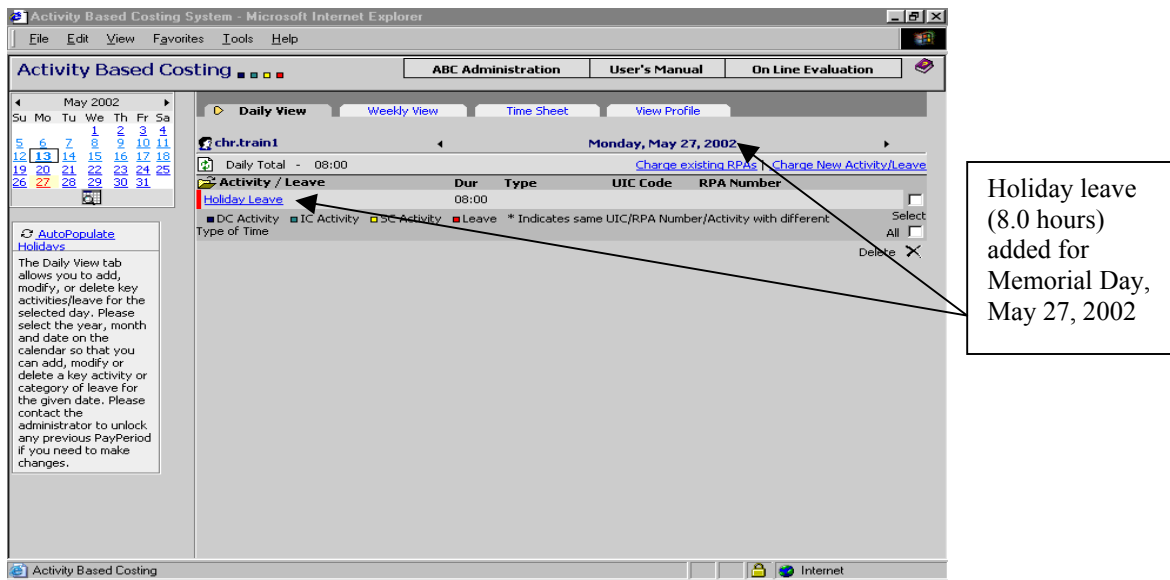 Activity Based Costing System - Microsoft Internet Explorer
File Edit View Favorites Tools Help
Activity Based Costing
ABC Administration User's Manual On Line Evaluation
May 2002
Su Mo Tu We Th Fr Sa
1 2 3 4
5 6 7 8 9 10 11
12 13 14 15 16 17 18
19 20 21 22 23 24 25
26 27 28 29 30 31
AutoPopulate
Holidays
The Daily View tab
allows you to add,
modify, or delete key
activities/leave for the
selected day. Please
select the year, month
and date on the
calendar so that you
can add, modify or
delete a key activity or
category of leave for
the given date. Please
contact the
administrator to unlock
any previous PayPeriod
if you need to make
changes.
Daily View Weekly View Time Sheet View Profile
chr.train1 Monday, May 27, 2002
Daily Total - 08:00 Charge existing RPAs | Charge New Activity/Leave
Activity / Leave Dur Type UIC Code RPA Number
Holiday Leave 08:00
DC Activity IC Activity SC Activity Leave * Indicates same UIC/RPA Number/Activity with different
Type of Time
Select
All
Delete
Holiday leave
(8.0 hours)
added for
Memorial Day,
May 27, 2002
Activity Based Costing Internet